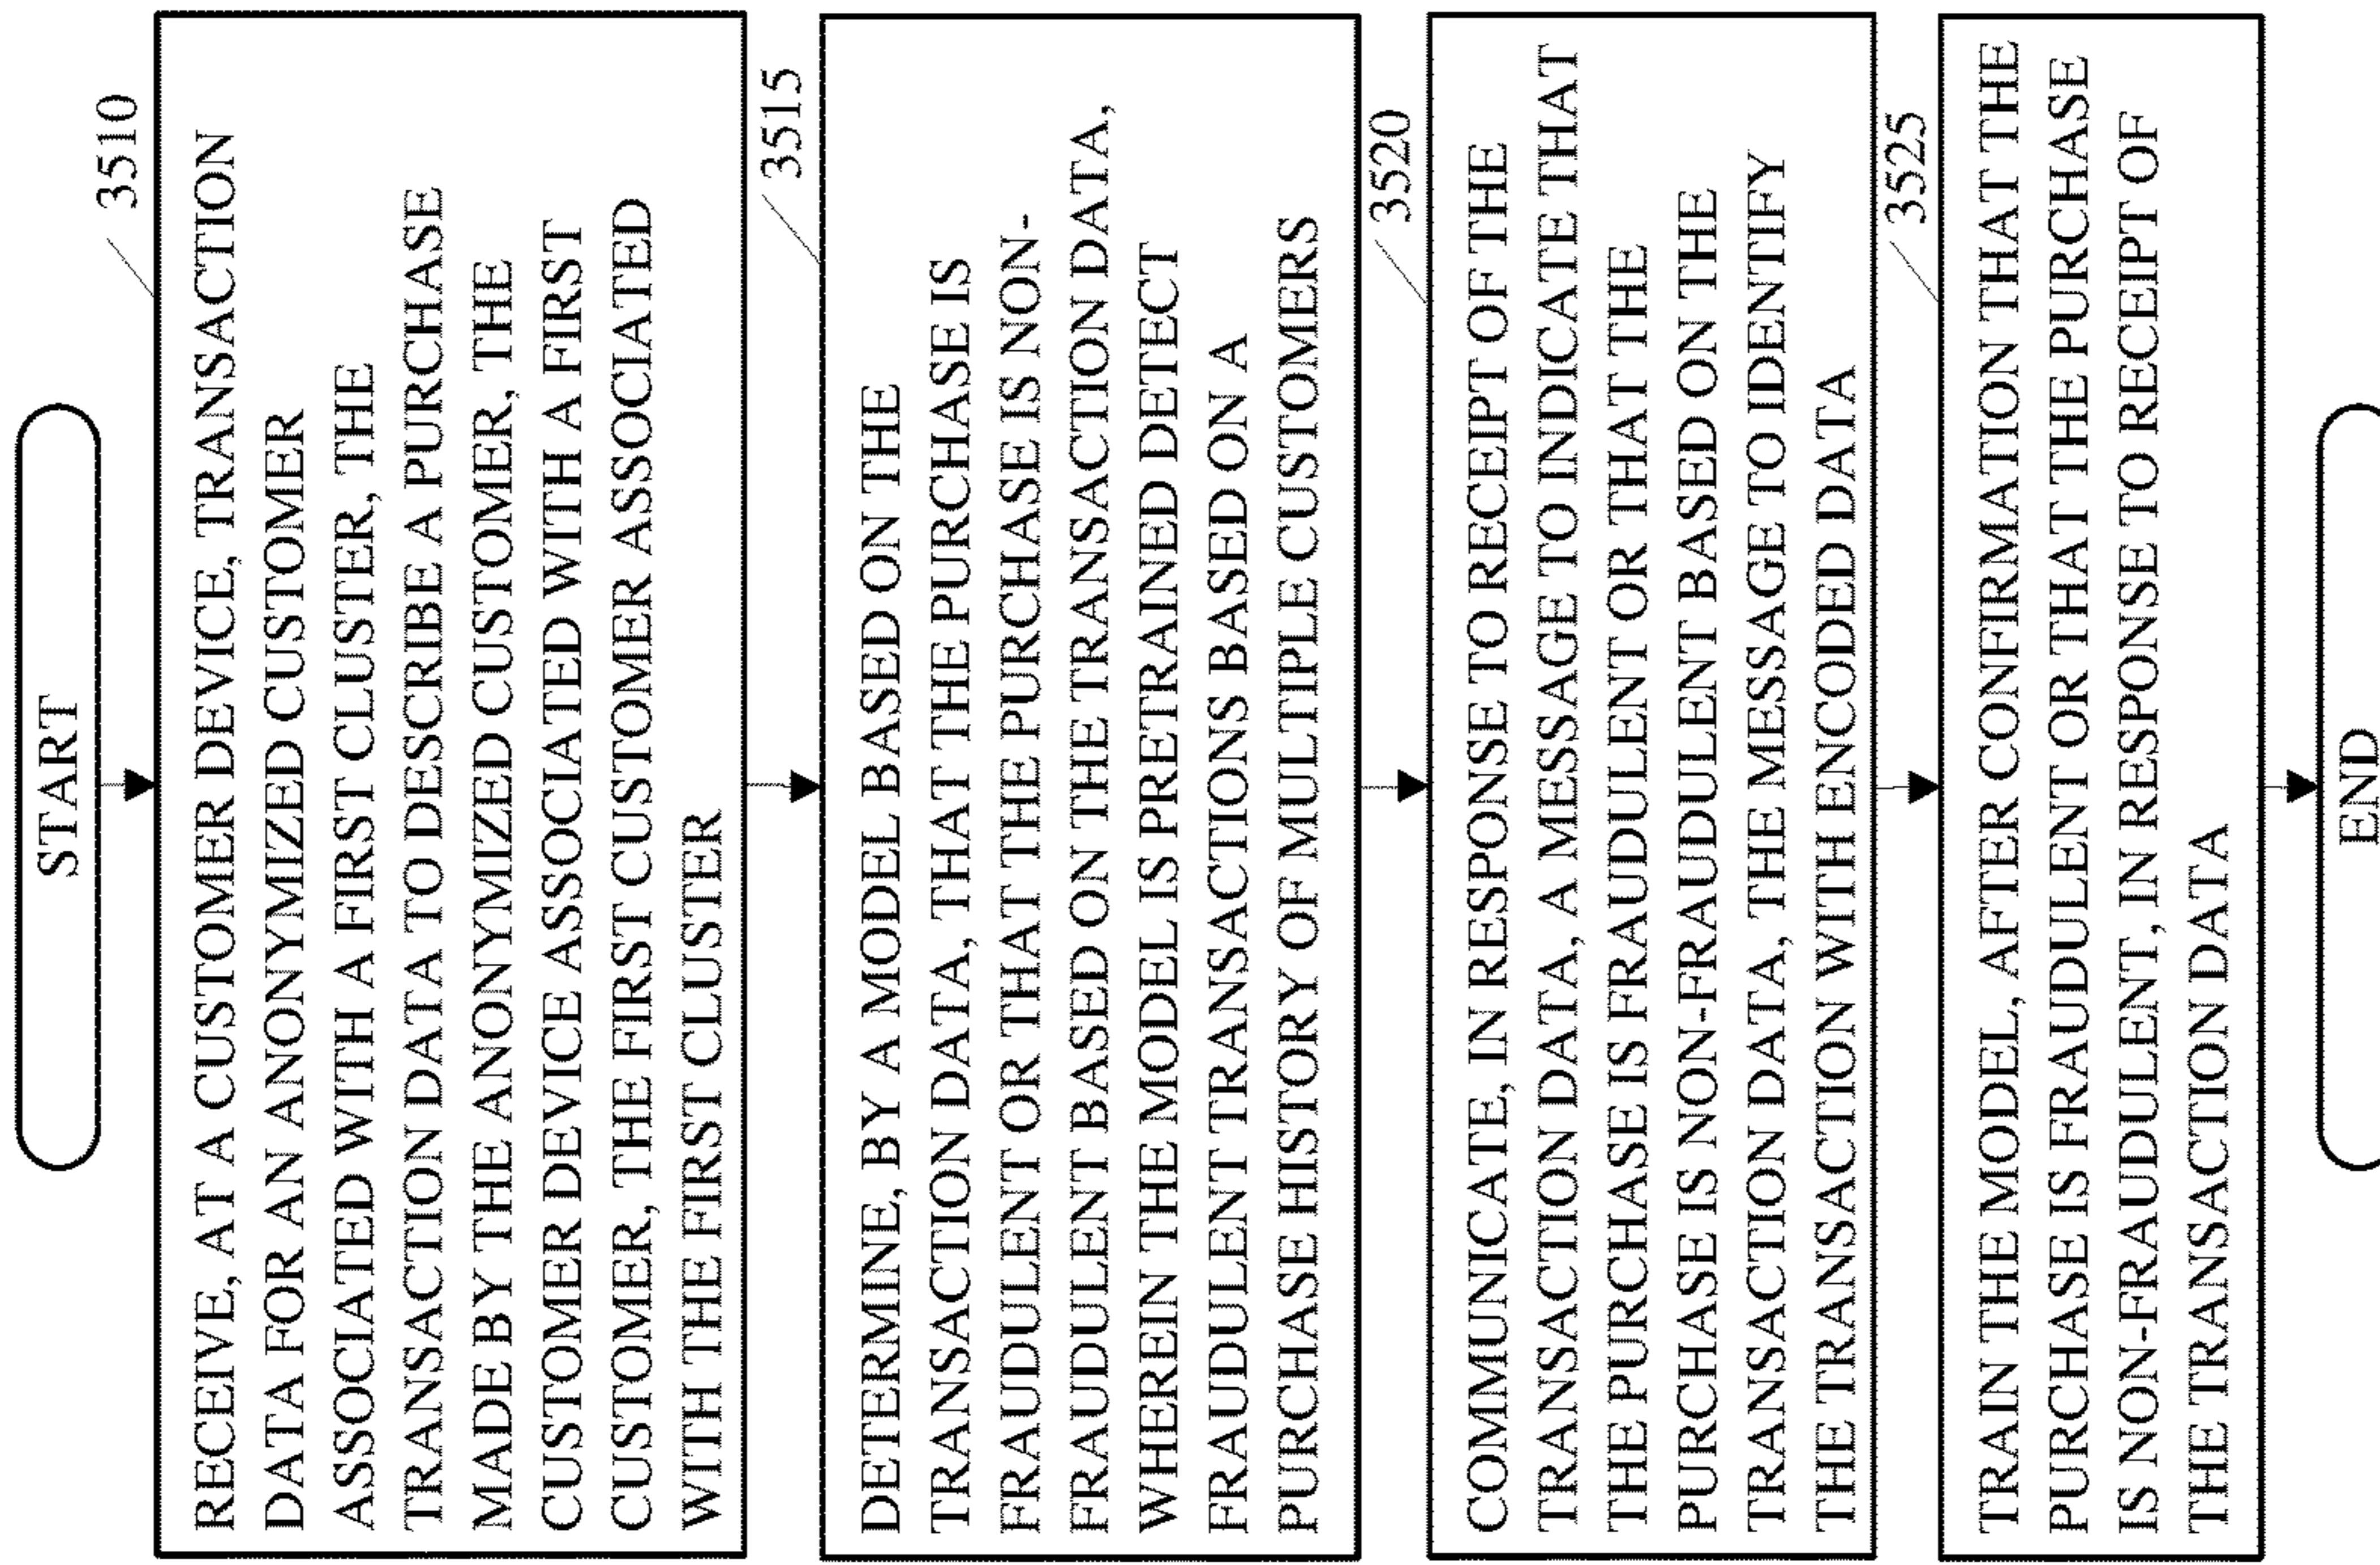 START
3510
RECEIVE, AT A CUSTOMER DEVICE, TRANSACTION
DATA FOR AN ANONYMIZED CUSTOMER
ASSOCIATED WITH A FIRST CLUSTER, THE
TRANSACTION DATA TO DESCRIBE A PURCHASE
MADE BY THE ANONYMIZED CUSTOMER, THE
CUSTOMER DEVICE ASSOCIATED WITH A FIRST
CUSTOMER, THE FIRST CUSTOMER ASSOCIATED
WITH THE FIRST CLUSTER
3515
DETERMINE, BY A MODEL BASED ON THE
TRANSACTION DATA, THAT THE PURCHASE IS
FRAUDULENT OR THAT THE PURCHASE IS NON-
FRAUDULENT BASED ON THE TRANSACTION DATA,
WHEREIN THE MODEL IS PRETRAINED DETECT
FRAUDULENT TRANSACTIONS BASED ON A
PURCHASE HISTORY OF MULTIPLE CUSTOMERS
3520
COMMUNICATE, IN RESPONSE TO RECEIPT OF THE
TRANSACTION DATA, A MESSAGE TO INDICATE THAT
THE PURCHASE IS FRAUDULENT OR THAT THE
PURCHASE IS NON-FRAUDULENT BASED ON THE
TRANSACTION DATA, THE MESSAGE TO IDENTIFY
THE TRANSACTION WITH ENCODED DATA
3525
TRAIN THE MODEL, AFTER CONFIRMATION THAT THE
PURCHASE IS FRAUDULENT OR THAT THE PURCHASE
IS NON-FRAUDULENT, IN RESPONSE TO RECEIPT OF
THE TRANSACTION DATA
END